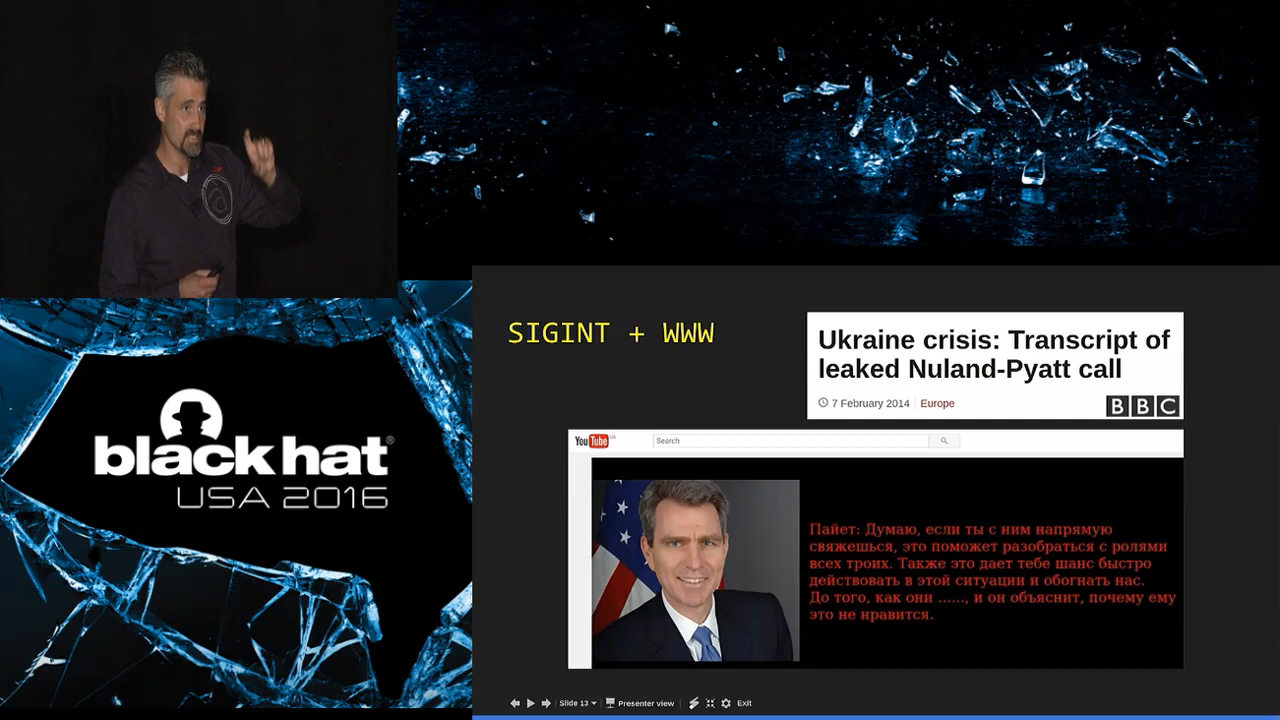 SIGINT + WWW
Ukraine crisis: Transcript of
leaked Nuland-Pyatt call
7 February 2014
Europe
BBC
YouTube
Search
Пайет: Думаю, если ты с ним напрямую
свяжешься, это поможет разобраться с ролями
всех троих. Также это дает тебе шанс быстро
действовать в этой ситуации и обогнать нас.
До того, как они ......, и он объяснит, почему ему
это не нравится.
black hat®
USA 2016
Slide 13
Presenter view
Exit